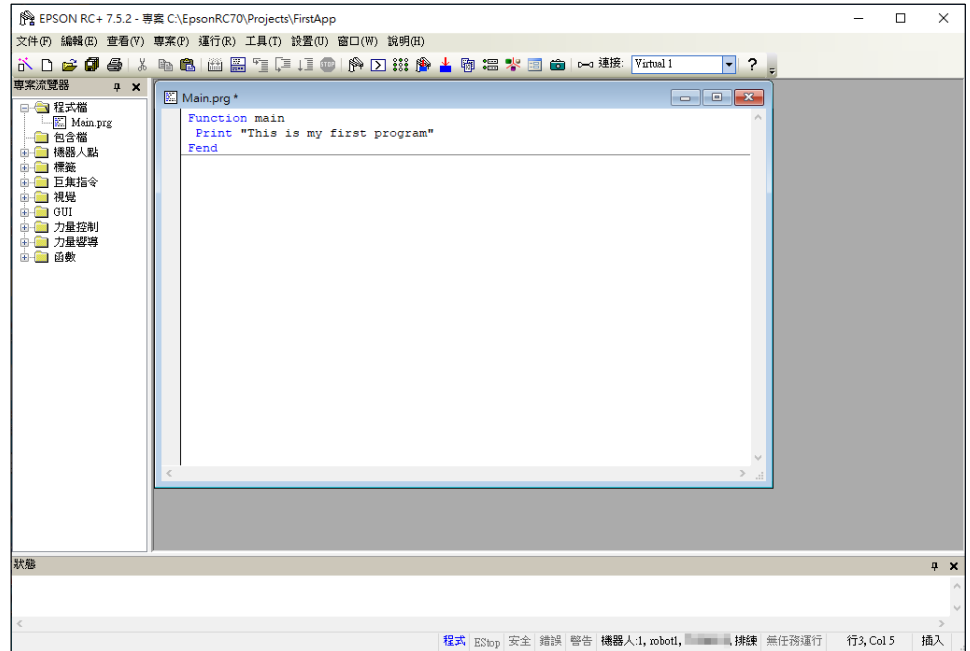 EPSON RC+ 7.5.2 - 專案 C:\EpsonRC70\Projects\FirstApp
文件(F) 編輯(E) 查看(V) 專案(P) 運行(R) 工具(T) 設置(U) 窗口(W) 說明(H)
連接: Virtual 1
專案流覽器
程式檔
Main.prg
包含檔
機器人點
標籤
巨集指令
視覺
GUI
力量控制
力量嚮導
函數
Main.prg *
Function main
Print "This is my first program"
Fend
狀態
程式 EStop 安全 錯誤 警告 機器人:1, robot1, 排練 無任務運行 行3, Col 5 插入